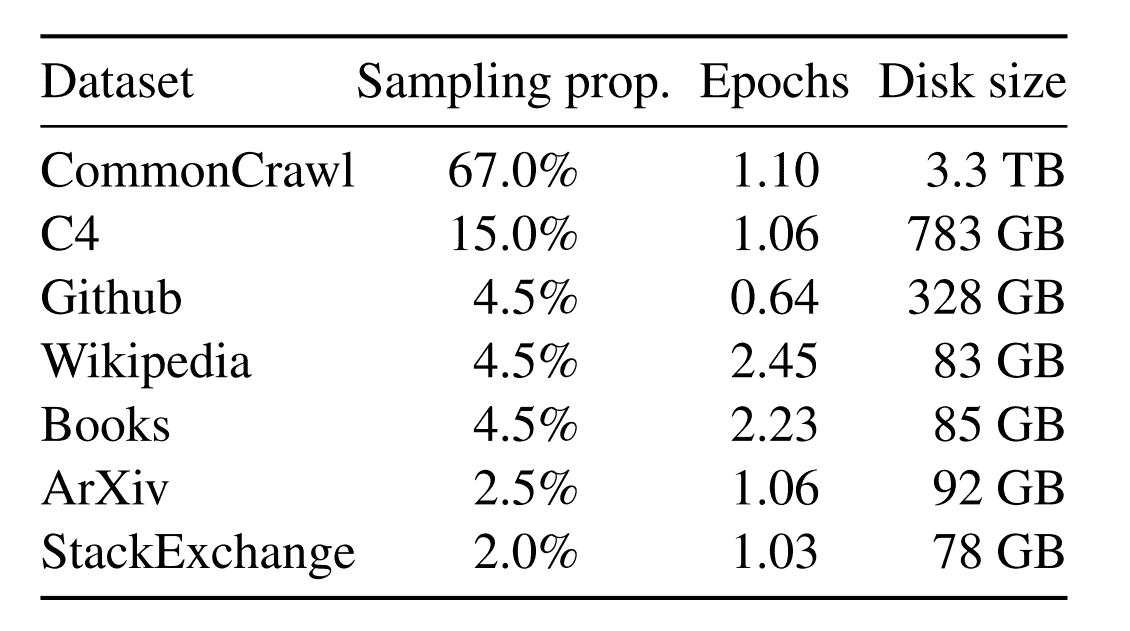 Dataset Sampling prop. Epochs Disk size
CommonCrawl 67.0% 1.10 3.3 TB
C4 15.0% 1.06 783 GB
Github 4.5% 0.64 328 GB
Wikipedia 4.5% 2.45 83 GB
Books 4.5% 2.23 85 GB
ArXiv 2.5% 1.06 92 GB
StackExchange 2.0% 1.03 78 GB